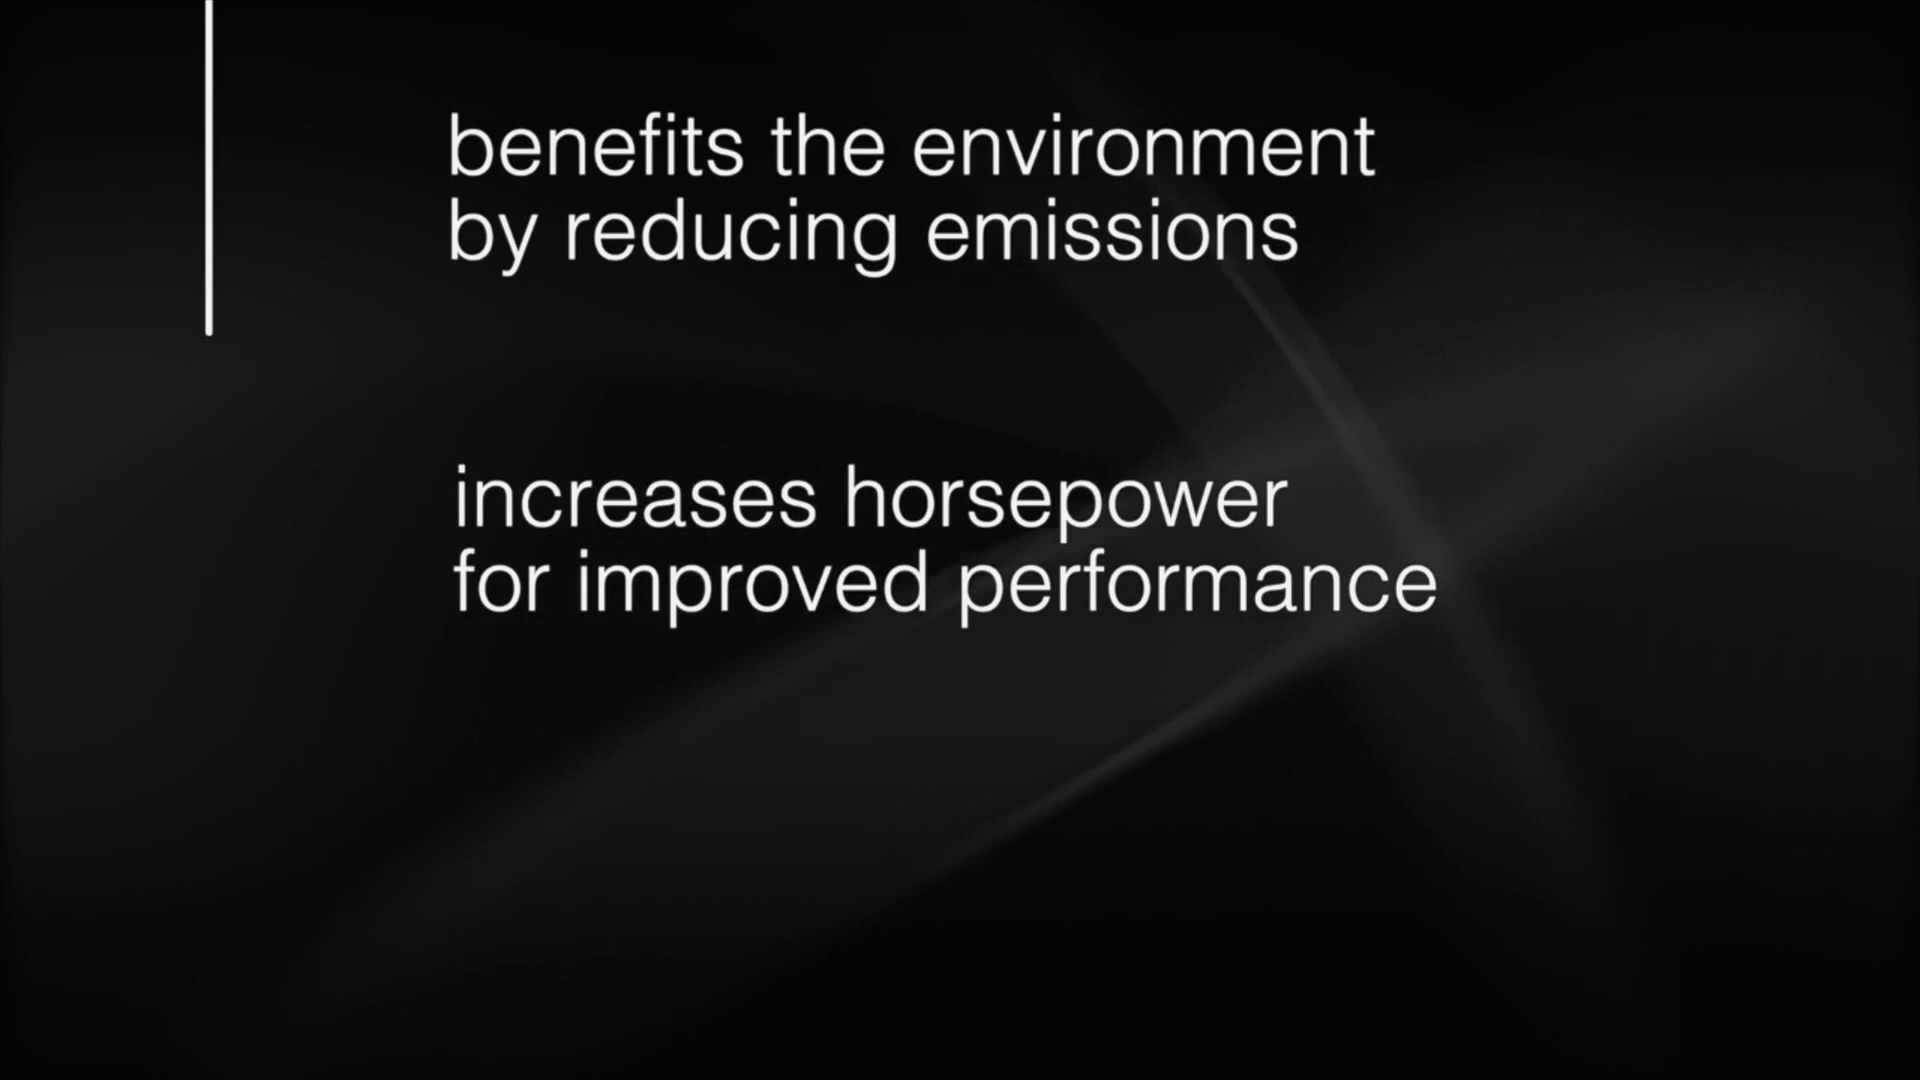 benefits the environment
by reducing emissions
increases horsepower
for improved performance